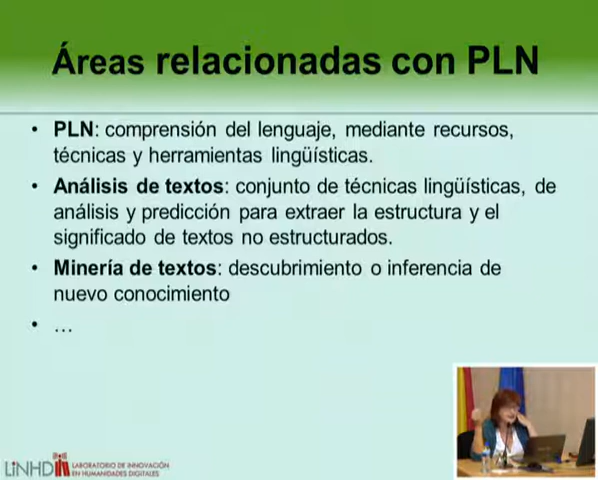 Áreas relacionadas con PLN
• PLN: comprensión del lenguaje, mediante recursos,
técnicas y herramientas lingüísticas.
• Análisis de textos: conjunto de técnicas lingüísticas, de
análisis y predicción para extraer la estructura y el
significado de textos no estructurados.
• Minería de textos: descubrimiento o inferencia de
nuevo conocimiento
• …
LiNHD
LABORATORIO DE INNOVACIÓN
EN HUMANIDADES DIGITALES